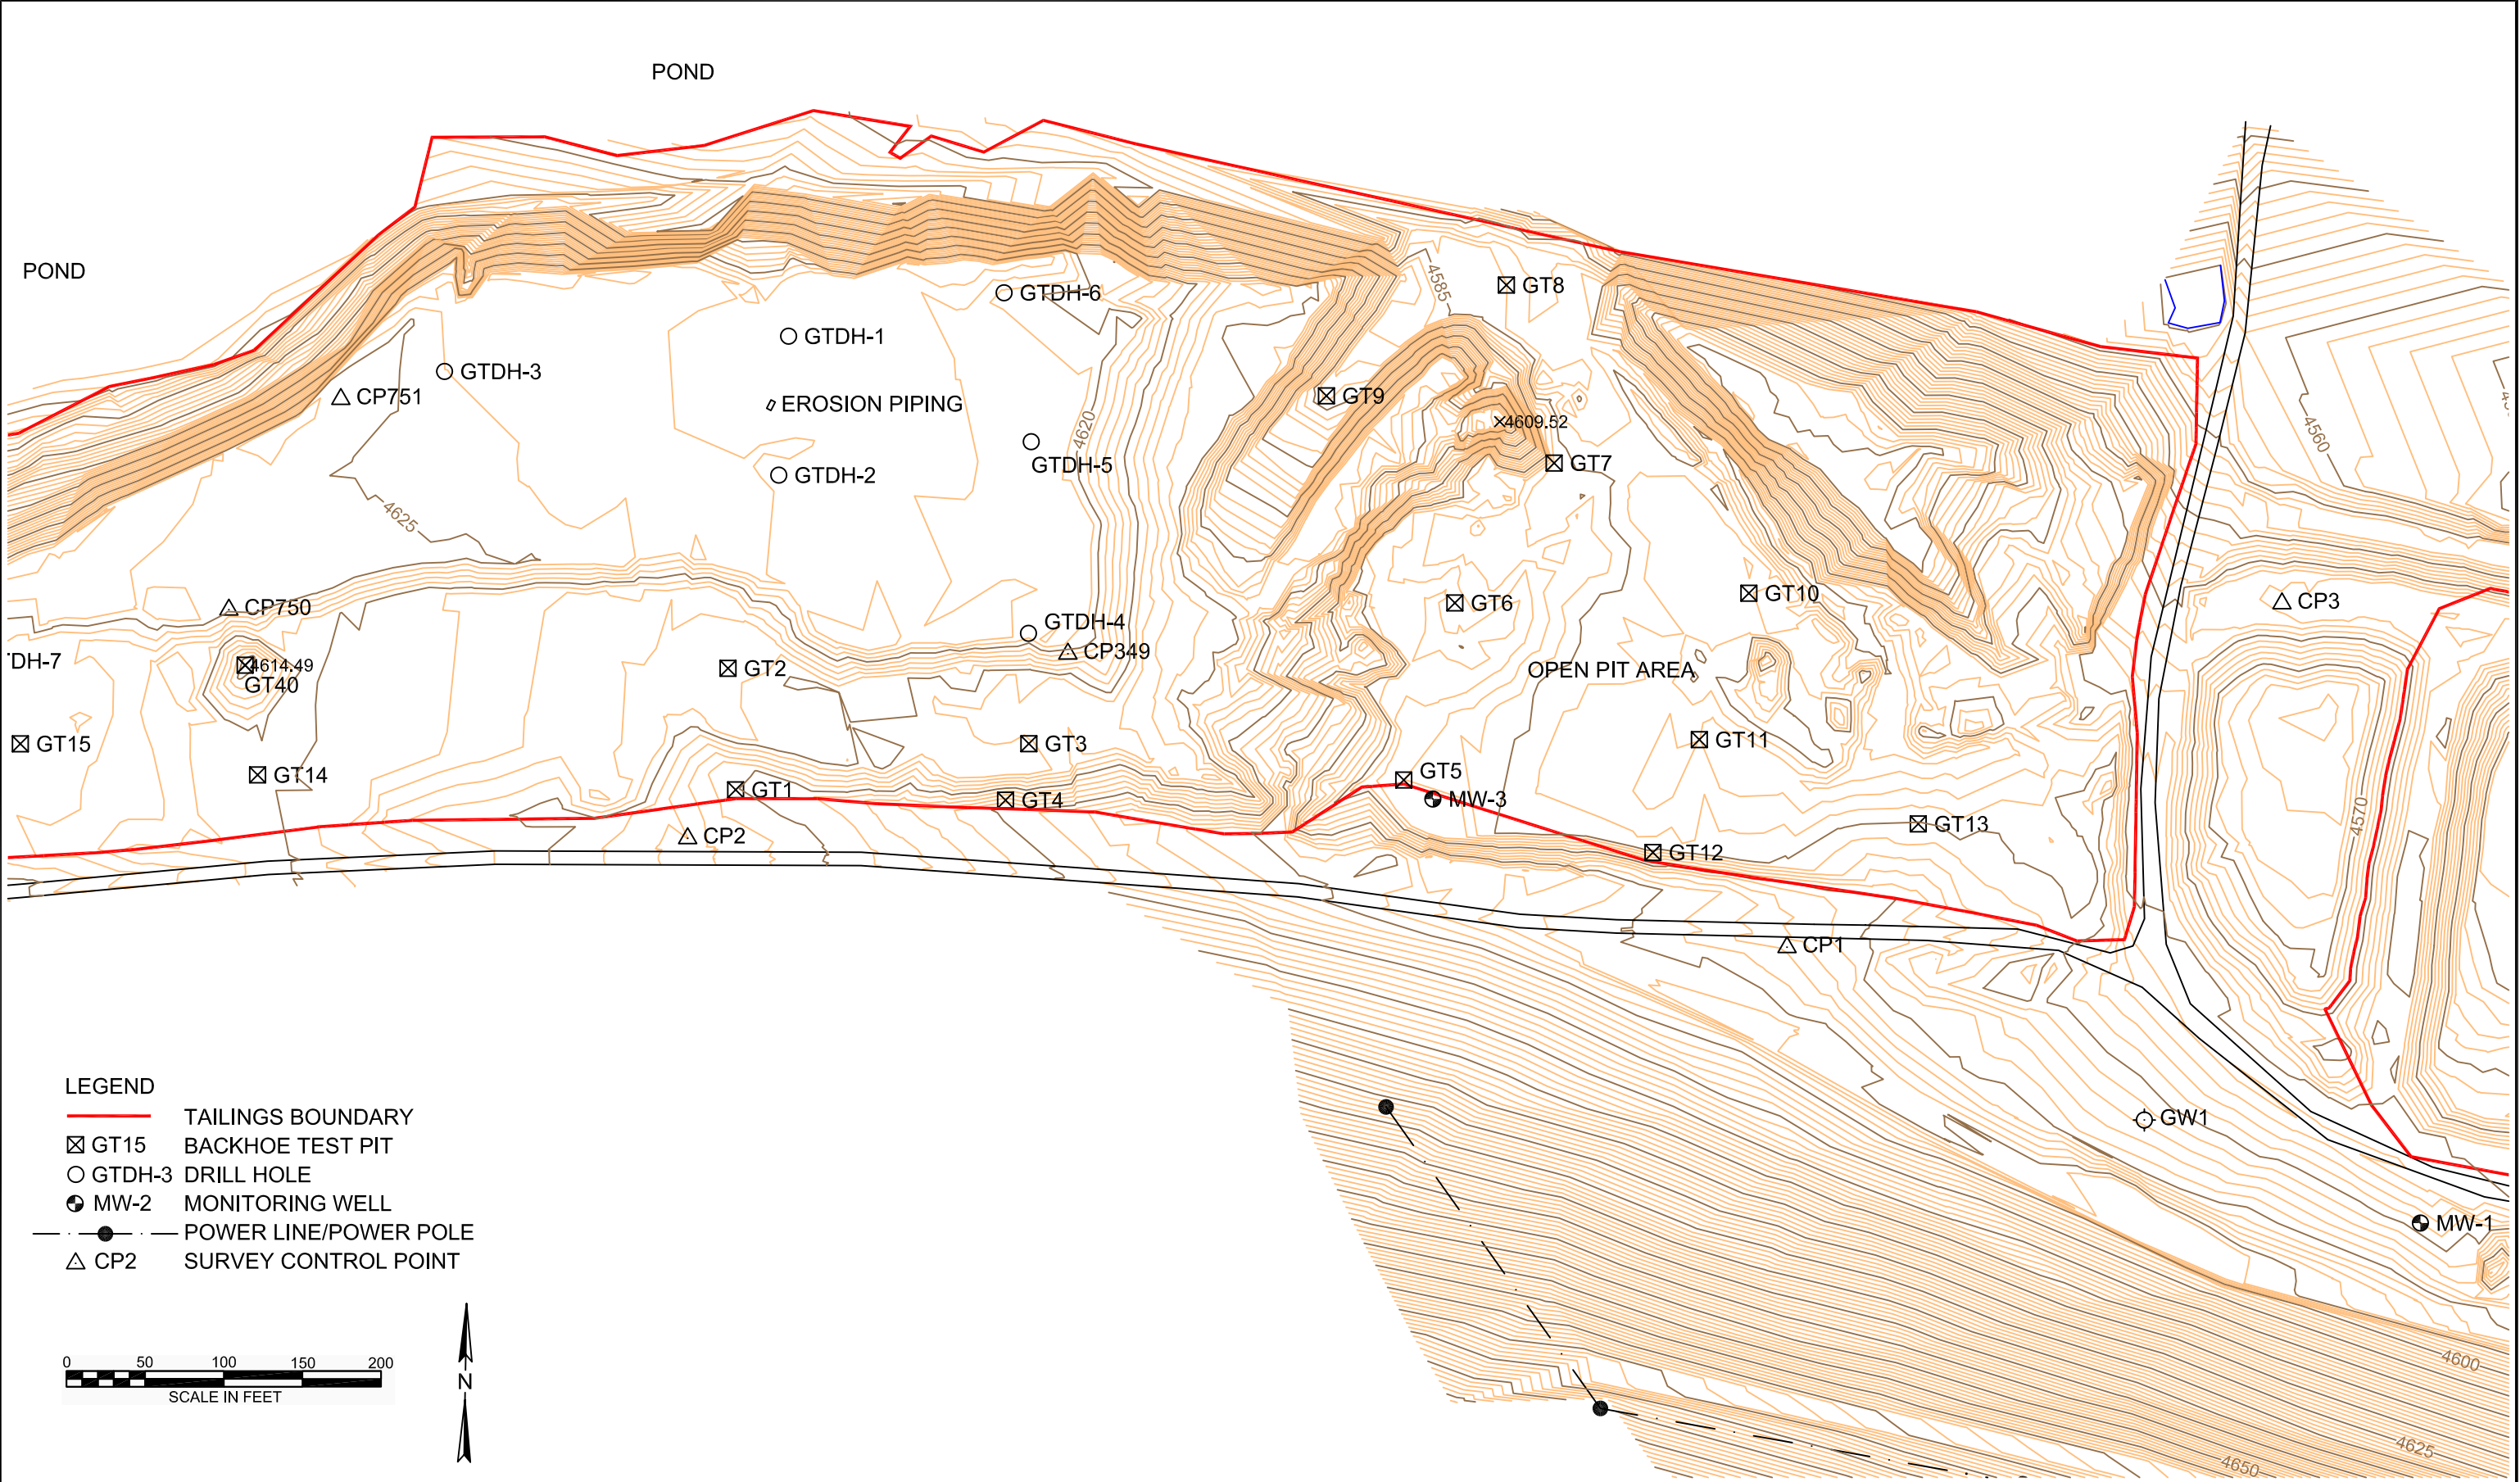 POND
POND
4585
GT8
GTDH-6
GTDH-1
GTDH-3
CP751
GT9
EROSION PIPING
4609.52
4620
4560
GTDH-5
GT7
GTDH-2
4625
GT10
CP3
CP750
GT6
GTDH-4
CP349
DH-7
4614.49
GT40
GT2
OPEN PIT AREA
GT15
GT3
GT11
GT14
GT5
GT1
GT4
MW-3
4570
GT13
CP2
GT12
CP1
LEGEND
TAILINGS BOUNDARY
GT15 BACKHOE TEST PIT
GTDH-3 DRILL HOLE
MW-2 MONITORING WELL
POWER LINE/POWER POLE
CP2 SURVEY CONTROL POINT
GW1
MW-1
0 50 100 150 200
SCALE IN FEET
N
4600
4625
4650